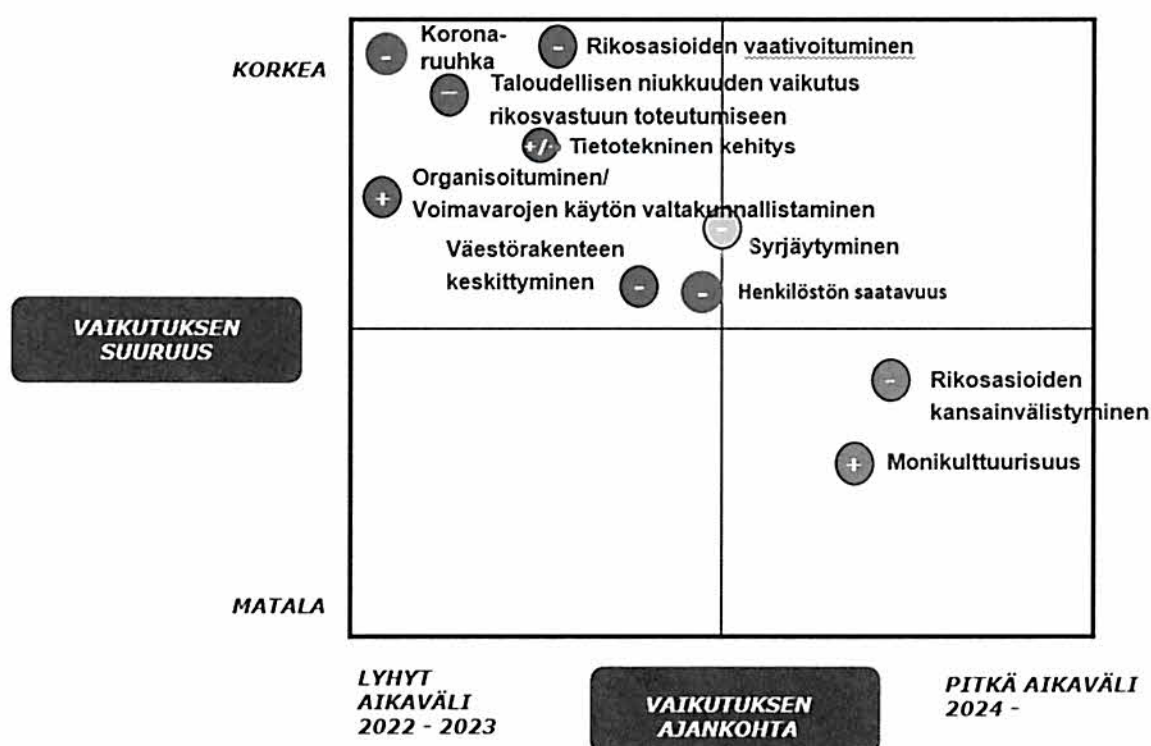 KORKEA
-
Korona-
ruuhka
-
Rikosasioiden vaativoituminen
-
Taloudellisen niukkuuden vaikutus
rikosvastuun toteutumiseen
+/-
Tietotekninen kehitys
+
Organisoituminen/
Voimavarojen käytön valtakunnallistaminen
-
Syrjäytyminen
Väestörakenteen
keskittyminen
-
-
Henkilöstön saatavuus
VAIKUTUKSEN
SUURUUS
-
Rikosasioiden
kansainvälistyminen
+
Monikulttuurisuus
MATALA
LYHYT
AIKAVÄLI
2022 - 2023
VAIKUTUKSEN
AJANKOHTA
PITKÄ AIKAVÄLI
2024 -